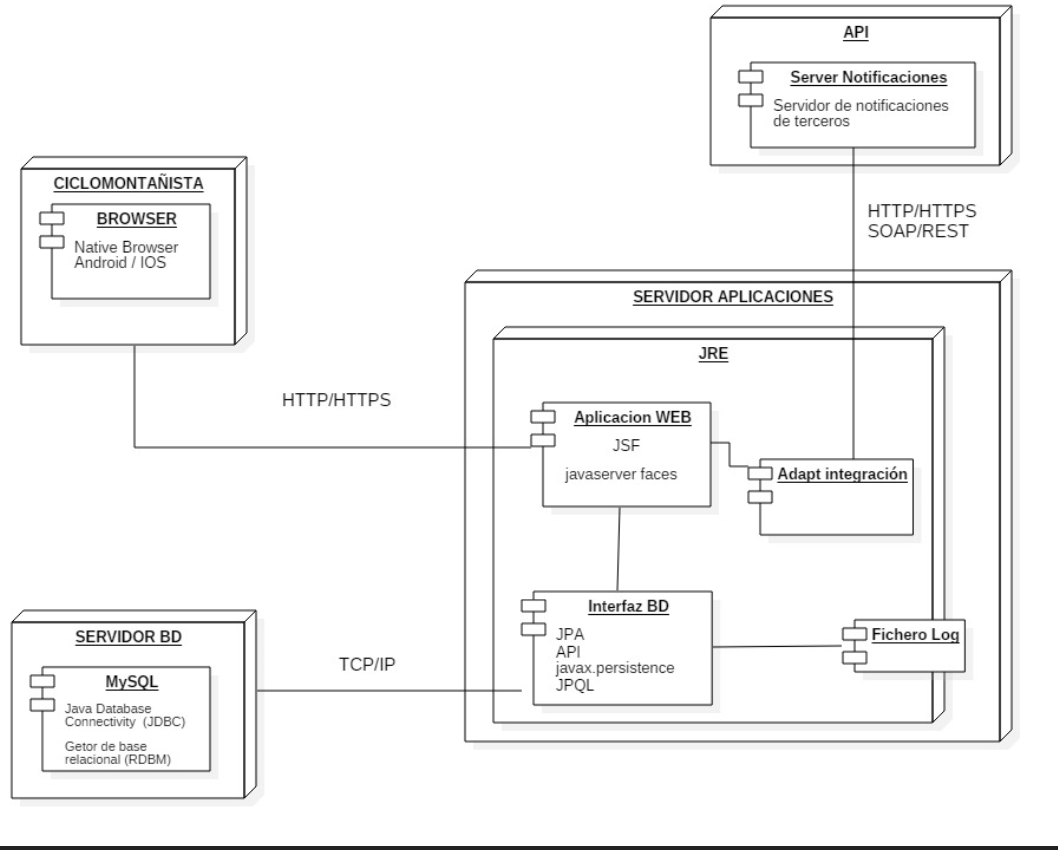 API
Server Notificaciones
Servidor de notificaciones
de terceros
CICLOMONTAÑISTA
BROWSER
Native Browser
Android / IOS
HTTP/HTTPS
SOAP/REST
SERVIDOR APLICACIONES
JRE
HTTP/HTTPS
Aplicacion WEB
JSF
javaserver faces
Adapt integración
Interfaz BD
JPA
API
javax.persistence
JPQL
Fichero Log
SERVIDOR BD
TCP/IP
MySQL
Java Database
Connectivity (JDBC)
Getor de base
relacional (RDBM)